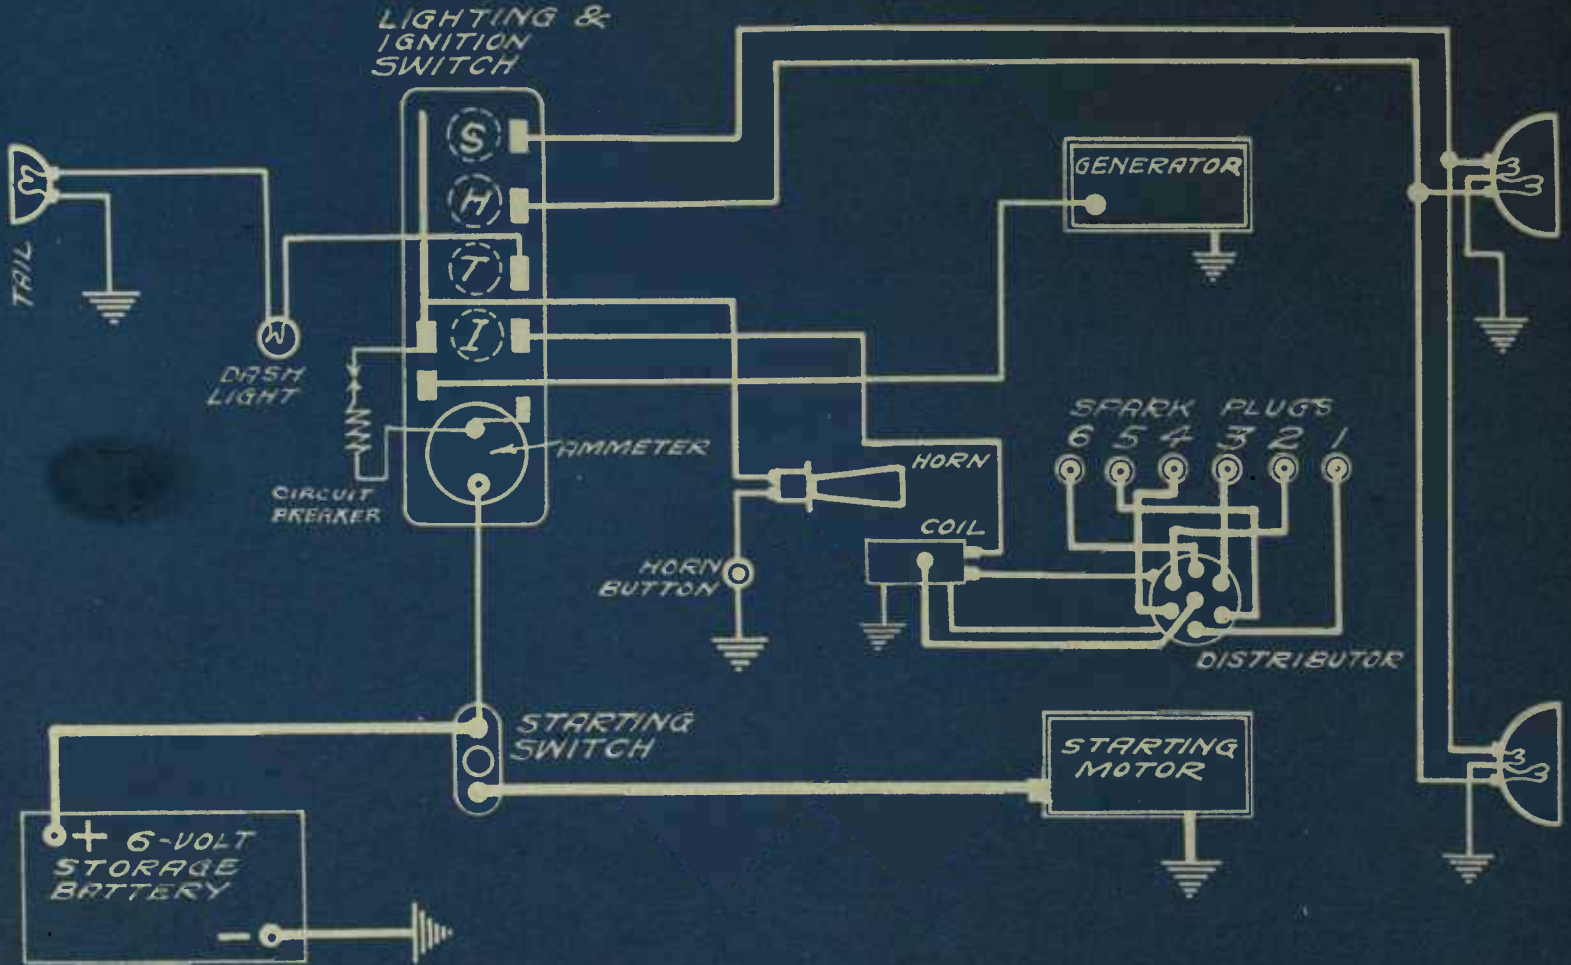 LIGHTING &
IGNITION
SWITCH
S
H
T
I
TAIL
DASH
LIGHT
CIRCUIT
BREAKER
AMMETER
GENERATOR
SPARK PLUGS
6 5 4 3 2 1
HORN
COIL
HORN
BUTTON
DISTRIBUTOR
STARTING
SWITCH
STARTING
MOTOR
+ 6-VOLT
STORAGE
BATTERY
-